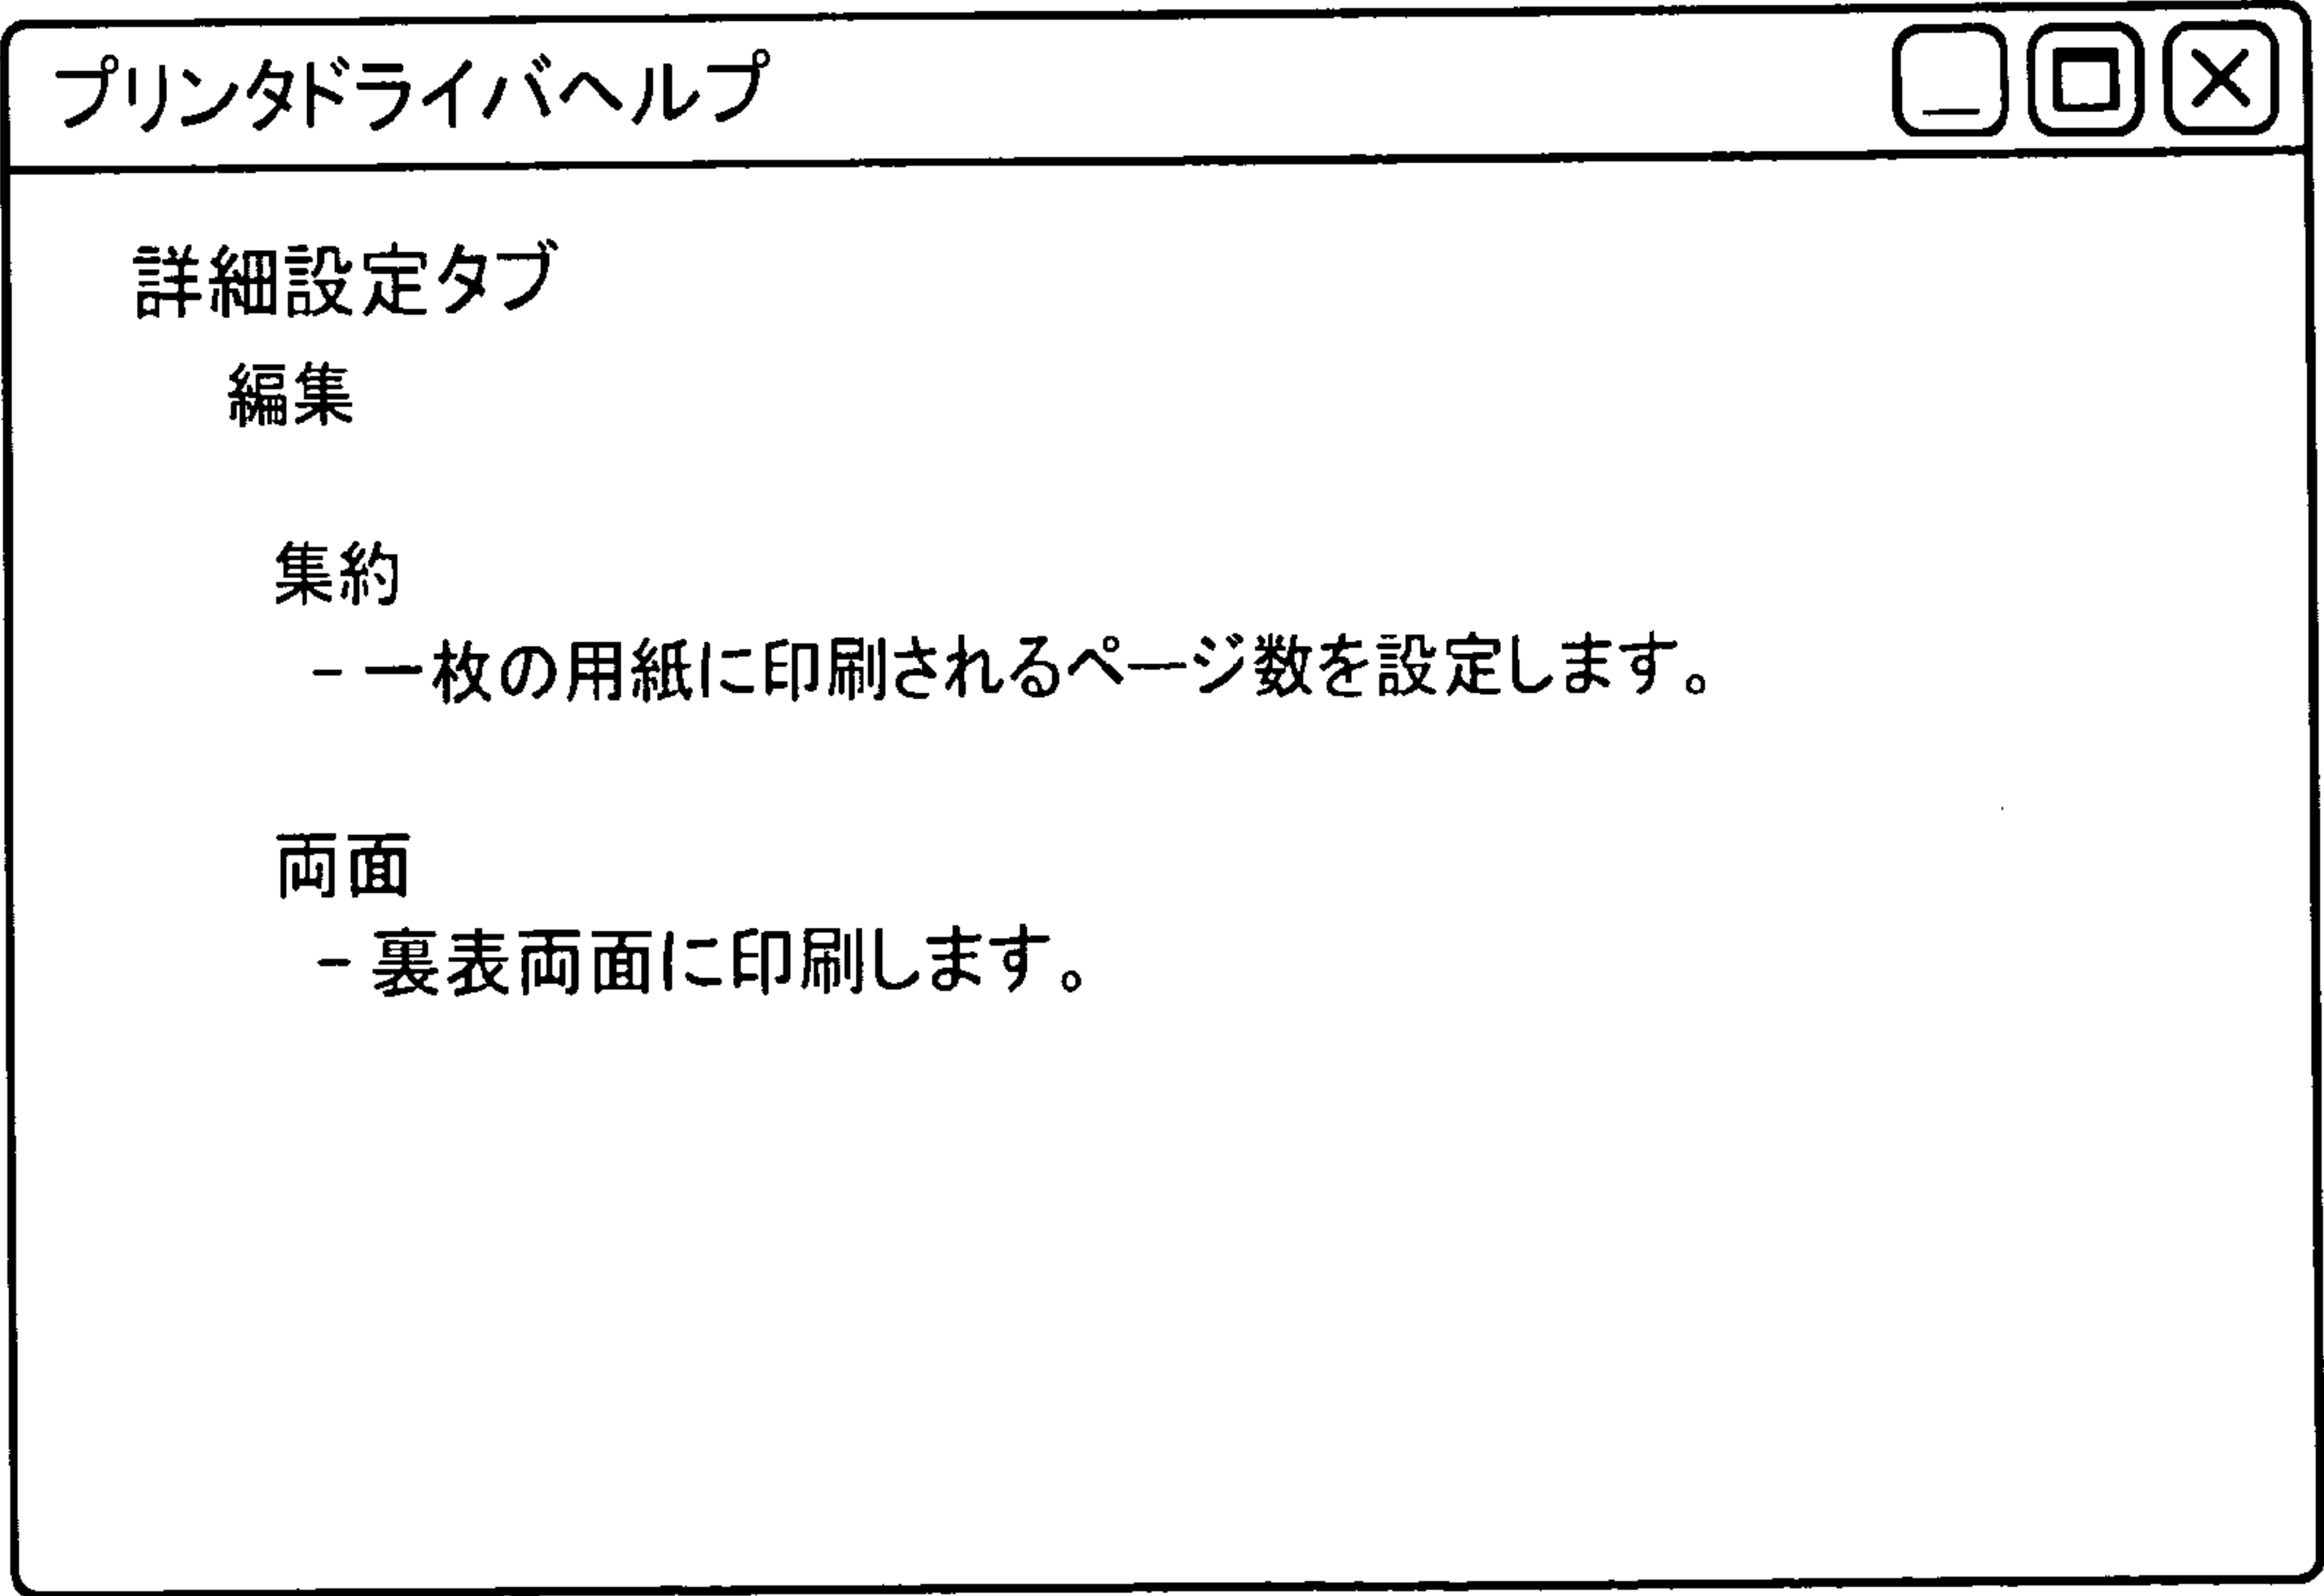 プリンタドライバヘルプ
詳細設定タブ
編集
集約
-一枚の用紙に印刷されるページ数を設定します。
両面
-裏表両面に印刷します。